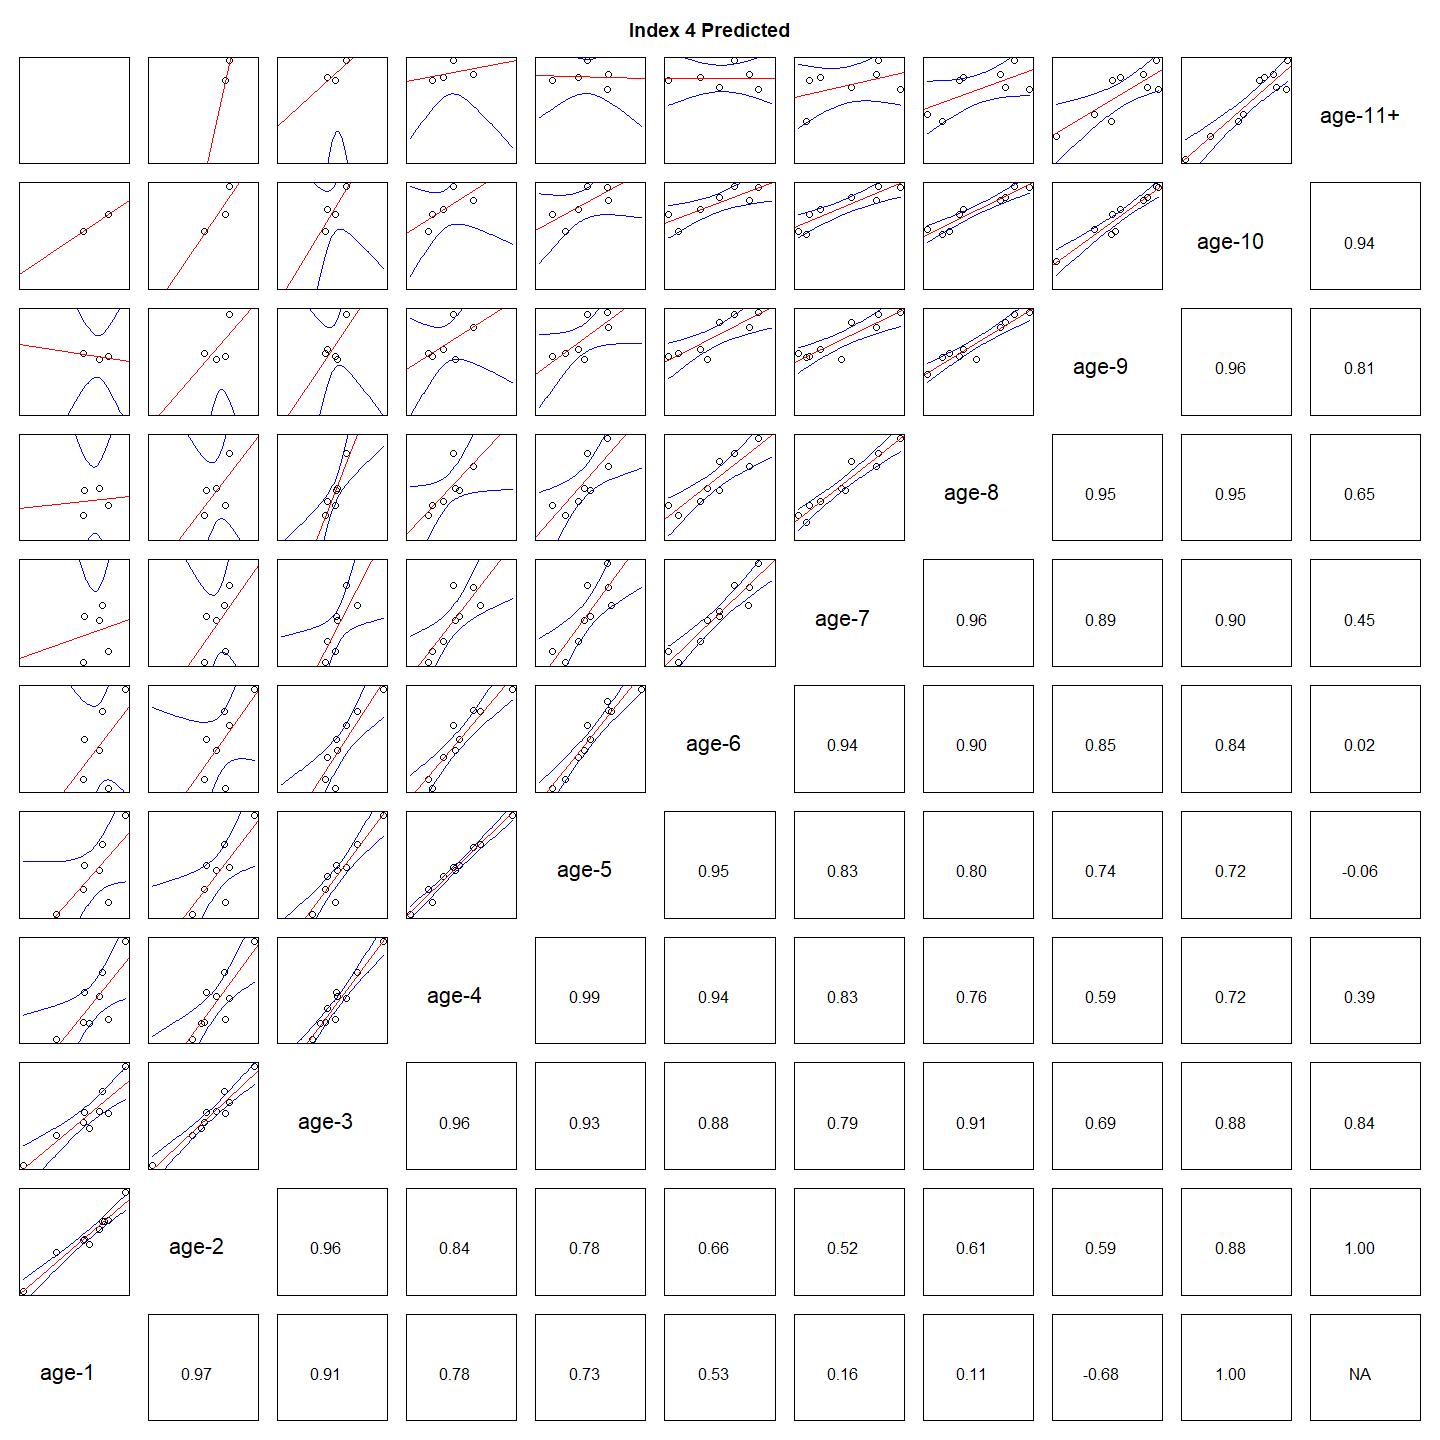 Index 4 Predicted
age-11+
age-10 0.94
age-9 0.96 0.81
age-8 0.95 0.95 0.65
age-7 0.96 0.89 0.90 0.45
age-6 0.94 0.90 0.85 0.84 0.02
age-5 0.95 0.83 0.80 0.74 0.72 -0.06
age-4 0.99 0.94 0.83 0.76 0.59 0.72 0.39
age-3 0.96 0.93 0.88 0.79 0.91 0.69 0.88 0.84
age-2 0.96 0.84 0.78 0.66 0.52 0.61 0.59 0.88 1.00
age-1 0.97 0.91 0.78 0.73 0.53 0.16 0.11 -0.68 1.00 NA